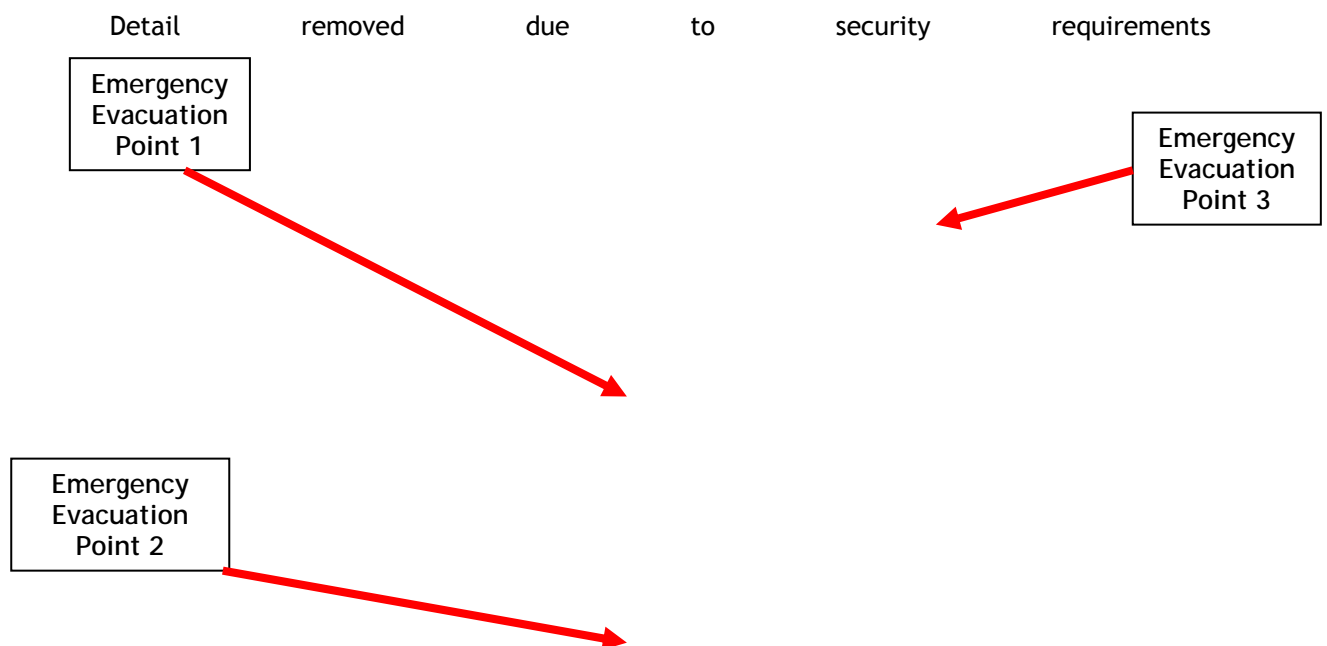 Detail removed due to security requirements
Emergency
Evacuation
Point 1
Emergency
Evacuation
Point 3
Emergency
Evacuation
Point 2